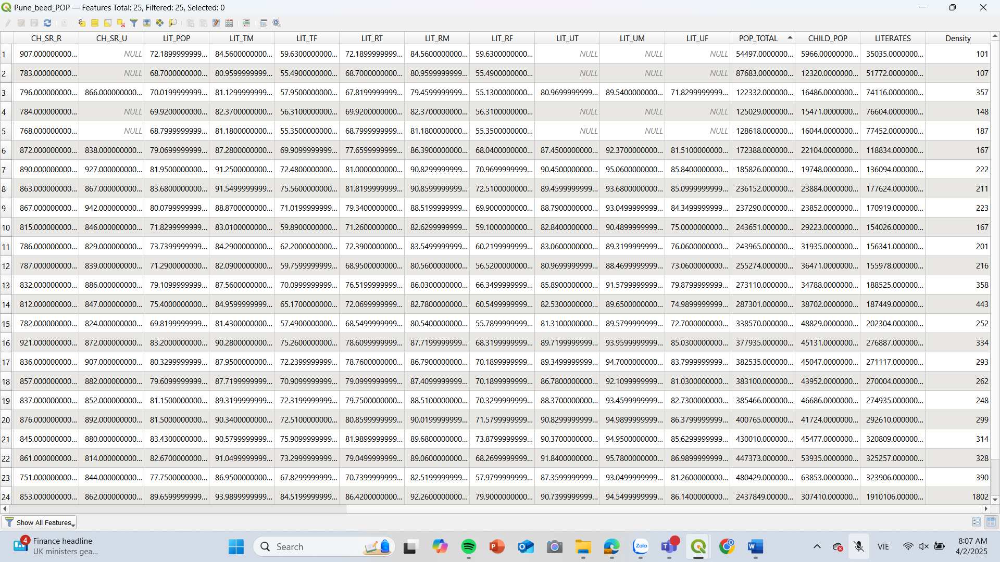 Pune_beed_POP — Features Total: 25, Filtered: 25, Selected: 0
CH_SR_R CH_SR_U LIT_POP LIT_TM LIT_TF LIT_RT LIT_RM LIT_RF LIT_UT LIT_UM LIT_UF POP_TOTAL CHILD_POP LITERATES Density
1 907.000000000... NULL 72.1899999999... 84.5600000000... 59.6300000000... 72.1899999999... 84.5600000000... 59.6300000000... NULL NULL NULL 54497.0000000... 5966.00000000... 35035.0000000... 101
2 783.000000000... NULL 68.7000000000... 80.9599999999... 55.4900000000... 68.7000000000... 80.9599999999... 55.4900000000... NULL NULL NULL 87683.0000000... 12320.0000000... 51772.0000000... 107
3 796.000000000... 866.000000000... 70.0199999999... 81.1299999999... 57.9500000000... 67.8199999999... 79.4599999999... 55.1300000000... 80.9699999999... 89.5400000000... 71.8299999999... 122332.000000... 16486.0000000... 74116.0000000... 357
4 784.000000000... NULL 69.9200000000... 82.3700000000... 56.3100000000... 69.9200000000... 82.3700000000... 56.3100000000... NULL NULL NULL 125029.000000... 15471.0000000... 76604.0000000... 148
5 768.000000000... NULL 68.7999999999... 81.1800000000... 55.3500000000... 68.7999999999... 81.1800000000... 55.3500000000... NULL NULL NULL 128618.000000... 16044.0000000... 77452.0000000... 187
6 872.000000000... 838.000000000... 79.0699999999... 87.2800000000... 69.9099999999... 77.6599999999... 86.3900000000... 68.0400000000... 87.4500000000... 92.3700000000... 81.5100000000... 172388.000000... 22104.0000000... 118834.000000... 167
7 890.000000000... 927.000000000... 81.9500000000... 91.2500000000... 72.4800000000... 81.0000000000... 90.8299999999... 70.9699999999... 90.4500000000... 95.0600000000... 85.8400000000... 185826.000000... 19748.0000000... 136094.000000... 222
8 863.000000000... 867.000000000... 83.6800000000... 91.5499999999... 75.5600000000... 81.8199999999... 90.8599999999... 72.5100000000... 89.4599999999... 93.6800000000... 85.0999999999... 236152.000000... 23884.0000000... 177624.000000... 211
9 867.000000000... 942.000000000... 80.0799999999... 88.8700000000... 71.0199999999... 79.3400000000... 88.5199999999... 69.9000000000... 88.7900000000... 93.0499999999... 84.3499999999... 237290.000000... 23852.0000000... 170919.000000... 223
10 815.000000000... 846.000000000... 71.8299999999... 83.0100000000... 59.8900000000... 71.2600000000... 82.6299999999... 59.1000000000... 82.8400000000... 90.4899999999... 75.0000000000... 243651.000000... 29223.0000000... 154026.000000... 167
11 786.000000000... 829.000000000... 73.7399999999... 84.2900000000... 62.2000000000... 72.3900000000... 83.5499999999... 60.2199999999... 83.0600000000... 89.3199999999... 76.0600000000... 243965.000000... 31935.0000000... 156341.000000... 201
12 787.000000000... 839.000000000... 71.2900000000... 82.0900000000... 59.7599999999... 68.9500000000... 80.5600000000... 56.5200000000... 80.9699999999... 88.4699999999... 73.0600000000... 255274.000000... 36471.0000000... 155978.000000... 216
13 832.000000000... 886.000000000... 79.1099999999... 87.5600000000... 70.0999999999... 76.5199999999... 86.0300000000... 66.3499999999... 85.8900000000... 91.5799999999... 79.8799999999... 273110.000000... 34788.0000000... 188525.000000... 358
14 812.000000000... 847.000000000... 75.4000000000... 84.9599999999... 65.1700000000... 72.0699999999... 82.7800000000... 60.5499999999... 82.5300000000... 89.6500000000... 74.9899999999... 287301.000000... 38702.0000000... 187449.000000... 443
15 782.000000000... 824.000000000... 69.8199999999... 81.4300000000... 57.4900000000... 68.5499999999... 80.5400000000... 55.7899999999... 81.3100000000... 89.5799999999... 72.7000000000... 338570.000000... 48829.0000000... 202304.000000... 252
16 921.000000000... 872.000000000... 83.2000000000... 90.2800000000... 75.2600000000... 78.6099999999... 87.7199999999... 68.3199999999... 89.7199999999... 93.9599999999... 85.0300000000... 377935.000000... 45131.0000000... 276887.000000... 334
17 836.000000000... 907.000000000... 80.3299999999... 87.9500000000... 72.2399999999... 78.7600000000... 86.7900000000... 70.1899999999... 89.3499999999... 94.7000000000... 83.7999999999... 382535.000000... 45047.0000000... 271117.000000... 293
18 857.000000000... 882.000000000... 79.6099999999... 87.7199999999... 70.9099999999... 79.0999999999... 87.4099999999... 70.1899999999... 86.7800000000... 92.1099999999... 81.0300000000... 383100.000000... 43952.0000000... 270004.000000... 262
19 837.000000000... 852.000000000... 81.1500000000... 89.3199999999... 72.3199999999... 79.7500000000... 88.5100000000... 70.3299999999... 88.3700000000... 93.4599999999... 82.7300000000... 385466.000000... 46686.0000000... 274935.000000... 248
20 876.000000000... 892.000000000... 81.5000000000... 90.3400000000... 72.5100000000... 80.8599999999... 90.0199999999... 71.5799999999... 90.8299999999... 94.9899999999... 86.3799999999... 400765.000000... 41724.0000000... 292610.000000... 299
21 845.000000000... 880.000000000... 83.4300000000... 90.5799999999... 75.9099999999... 81.9899999999... 89.6800000000... 73.8799999999... 90.3700000000... 94.9500000000... 85.6299999999... 430010.000000... 45477.0000000... 320809.000000... 314
22 861.000000000... 814.000000000... 82.6700000000... 91.0499999999... 73.2999999999... 79.0499999999... 89.0600000000... 68.2699999999... 91.8400000000... 95.7800000000... 86.9899999999... 447373.000000... 53935.0000000... 325257.000000... 328
23 751.000000000... 844.000000000... 77.7500000000... 86.9500000000... 67.8299999999... 70.7399999999... 82.5199999999... 57.9799999999... 87.3599999999... 93.0499999999... 81.2600000000... 480429.000000... 63853.0000000... 323906.000000... 390
24 853.000000000... 862.000000000... 89.6599999999... 93.9899999999... 84.5199999999... 86.4200000000... 92.2600000000... 79.9000000000... 90.7399999999... 94.5499999999... 86.1400000000... 2437849.00000... 307410.000000... 1910106.00000... 1802
Show All Features
4 Finance headline
UK ministers gea...
Search
Zalo
VIE
8:07 AM
4/2/2025